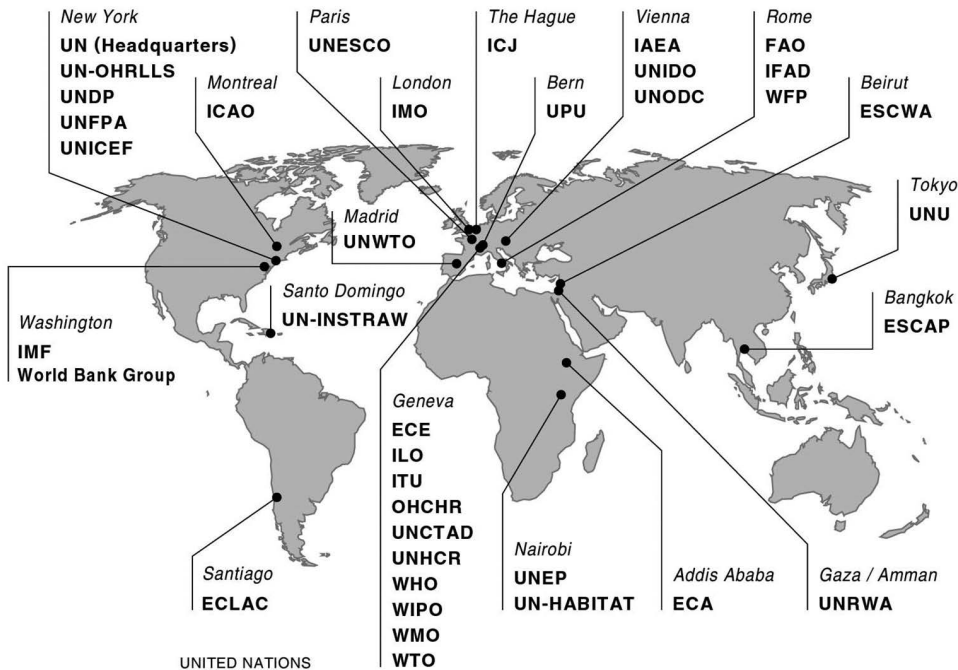 New York
UN (Headquarters)
UN-OHRLLS
UNDP
UNFPA
UNICEF
Montreal
ICAO
Paris
UNESCO
London
IMO
The Hague
ICJ
Bern
UPU
Vienna
IAEA
UNIDO
UNODC
Rome
FAO
IFAD
WFP
Beirut
ESCWA
Tokyo
UNU
Madrid
UNWTO
Santo Domingo
UN-INSTRAW
Washington
IMF
World Bank Group
Bangkok
ESCAP
Geneva
ECE
ILO
ITU
OHCHR
UNCTAD
UNHCR
WHO
WIPO
WMO
WTO
Santiago
ECLAC
Nairobi
UNEP
UN-HABITAT
Addis Ababa
ECA
Gaza / Amman
UNRWA
UNITED NATIONS